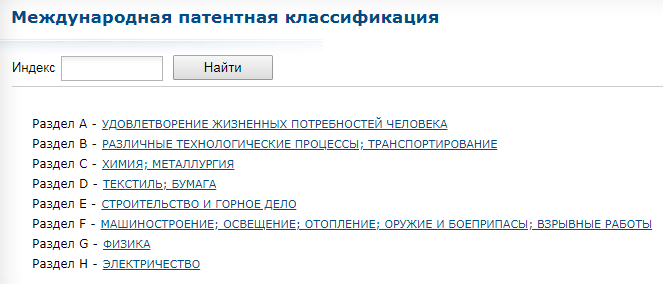 Международная патентная классификация
Индекс Найти
Раздел A - УДОВЛЕТВОРЕНИЕ ЖИЗНЕННЫХ ПОТРЕБНОСТЕЙ ЧЕЛОВЕКА
Раздел B - РАЗЛИЧНЫЕ ТЕХНОЛОГИЧЕСКИЕ ПРОЦЕССЫ; ТРАНСПОРТИРОВАНИЕ
Раздел C - ХИМИЯ; МЕТАЛЛУРГИЯ
Раздел D - ТЕКСТИЛЬ; БУМАГА
Раздел E - СТРОИТЕЛЬСТВО И ГОРНОЕ ДЕЛО
Раздел F - МАШИНОСТРОЕНИЕ; ОСВЕЩЕНИЕ; ОТОПЛЕНИЕ; ОРУЖИЕ И БОЕПРИПАСЫ; ВЗРЫВНЫЕ РАБОТЫ
Раздел G - ФИЗИКА
Раздел H - ЭЛЕКТРИЧЕСТВО